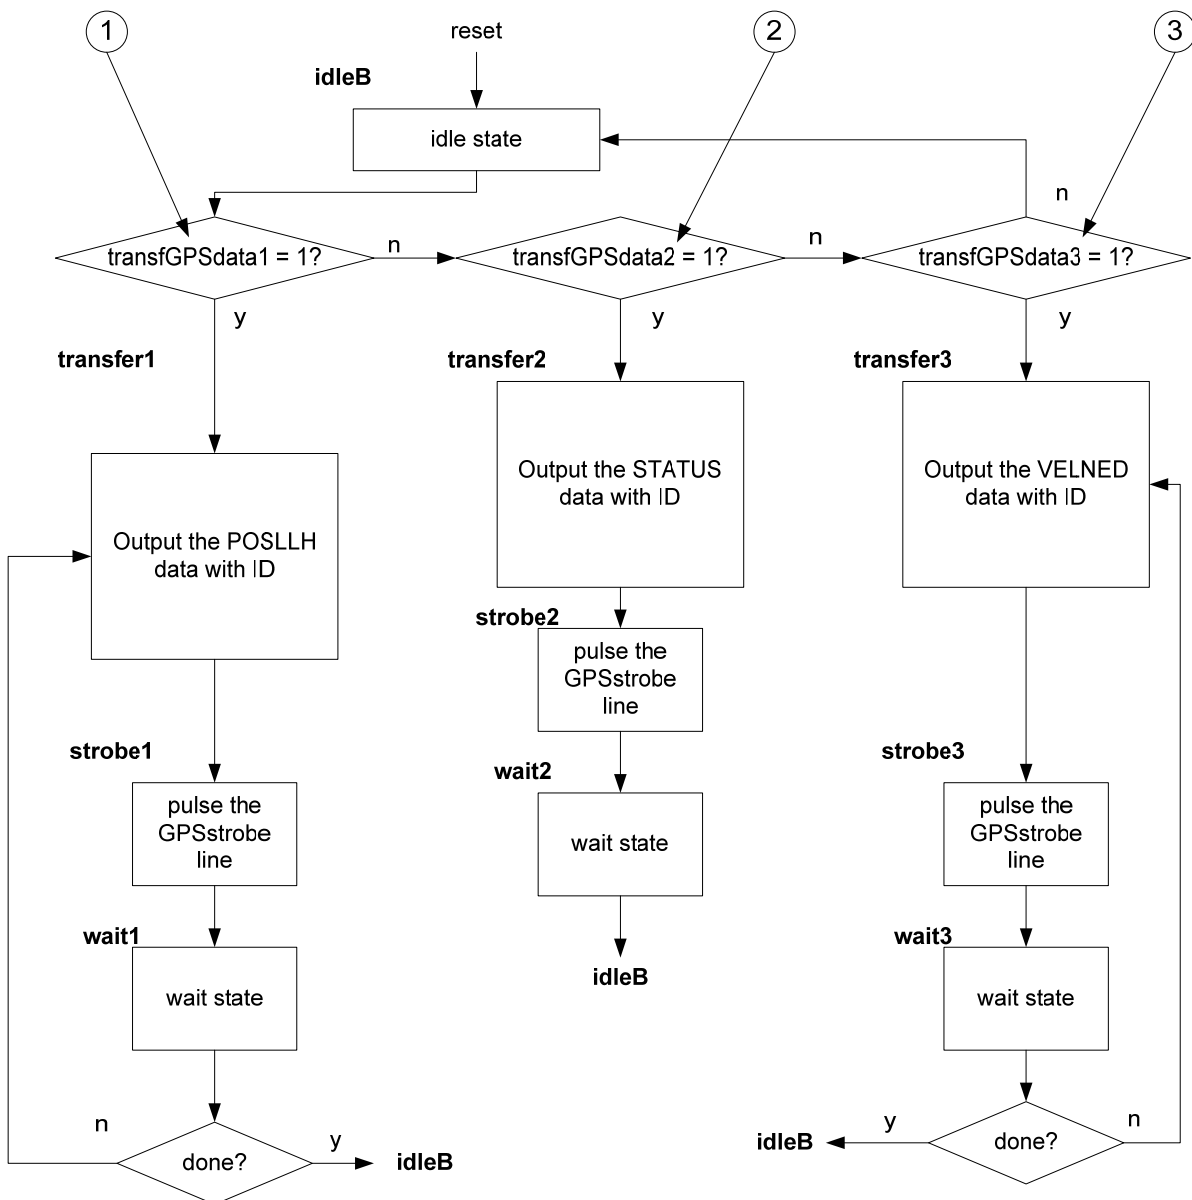 1
reset
2
3
idleB
idle state
n
transfGPSdata1 = 1?
n
transfGPSdata2 = 1?
n
transfGPSdata3 = 1?
y
y
y
transfer1
transfer2
transfer3
Output the POSLLH
data with ID
Output the STATUS
data with ID
Output the VELNED
data with ID
strobe2
pulse the
GPSstrobe
line
strobe1
pulse the
GPSstrobe
line
wait2
wait state
idleB
strobe3
pulse the
GPSstrobe
line
wait1
wait state
wait3
wait state
n
done?
y
idleB
idleB
y
done?
n